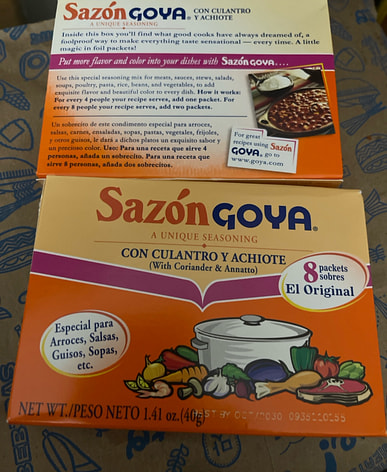 Sazón GOYA® CON CULANTRO Y ACHIOTE
A UNIQUE SEASONING
Inside this box you'll find what good cooks have always dreamed of, a
foolproof way to make everything taste sensational — every time. A little
magic in foil packets!
Put more flavor and color into your dishes with Sazón GOYA....
Use this special seasoning mix for meats, sauces, stews, salads,
soups, poultry, pasta, rice, beans, and vegetables, to add
exquisite flavor and beautiful color to every dish. How it works:
For every 4 people your recipe serves, add one packet. For
every 8 people your recipe serves, add two packets.
Un sobrecito de este condimento especial para arroces,
salsas, carnes, ensaladas, sopas, pastas, vegetales, frijoles,
y otros guisos, le dará a dichos platos un exquisito sabor y
un precioso color. Uso: Para una receta que sirve 4
personas, añada un sobrecito. Para una receta que sirve
8 personas, añada dos sobrecitos.
For great
recipes using Sazón
GOYA, go to
www.goya.com
Sazón GOYA®
A UNIQUE SEASONING
CON CULANTRO Y ACHIOTE
(With Coriander & Annatto)
8 packets
sobres
El Original
Especial para
Arroces, Salsas,
Guisos, Sopas,
etc.
NET WT./PESO NETO 1.41 oz. (40g)
BEST BY